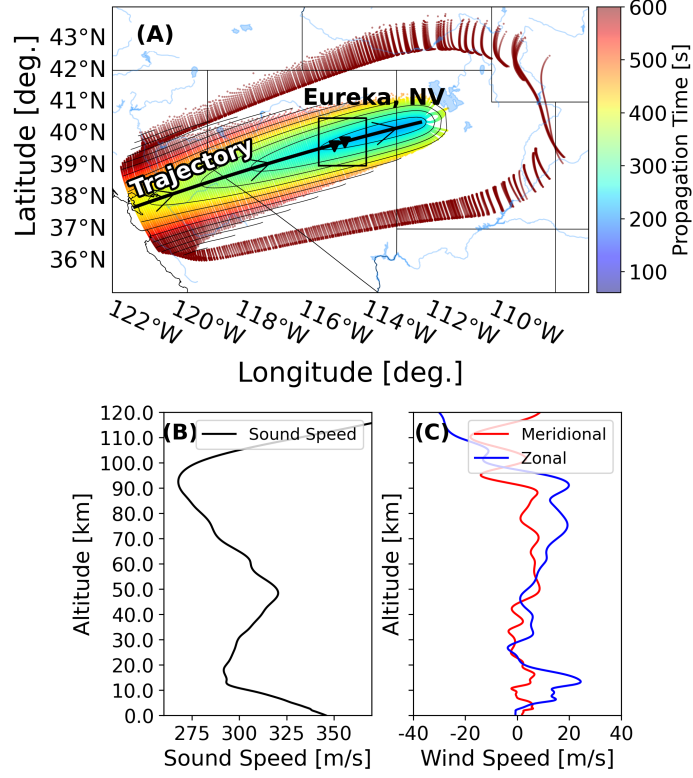 (A)
Eureka, NV
Trajectory
Latitude [deg.]
43°N
42°N
41°N
40°N
39°N
38°N
37°N
36°N
122°W
120°W
118°W
116°W
114°W
112°W
110°W
Longitude [deg.]
600
500
400
300
200
100
Propagation Time [s]
(B)
Sound Speed
Altitude [km]
120.0
110.0
100.0
90.0
80.0
70.0
60.0
50.0
40.0
30.0
20.0
10.0
0.0
275
300
325
350
Sound Speed [m/s]
(C)
Meridional
Zonal
Altitude [km]
-40
-20
0
20
40
Wind Speed [m/s]